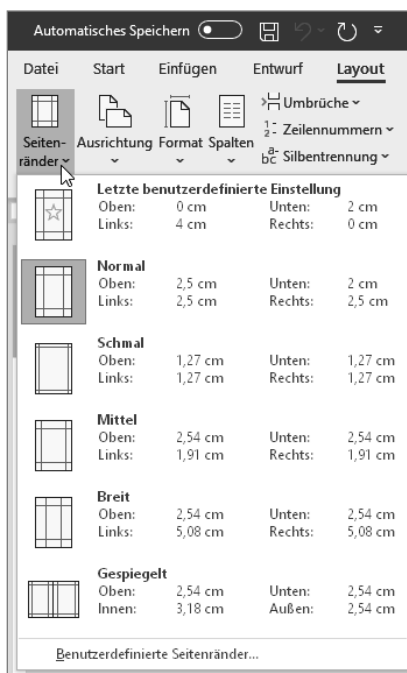 Automatisches Speichern
Datei Start Einfügen Entwurf Layout
Seiten-
ränder
Ausrichtung
Format
Spalten
Umbrüche
Zeilennummern
Silbentrennung
Letzte benutzerdefinierte Einstellung
Oben: 0 cm Unten: 2 cm
Links: 4 cm Rechts: 0 cm
Normal
Oben: 2,5 cm Unten: 2 cm
Links: 2,5 cm Rechts: 2,5 cm
Schmal
Oben: 1,27 cm Unten: 1,27 cm
Links: 1,27 cm Rechts: 1,27 cm
Mittel
Oben: 2,54 cm Unten: 2,54 cm
Links: 1,91 cm Rechts: 1,91 cm
Breit
Oben: 2,54 cm Unten: 2,54 cm
Links: 5,08 cm Rechts: 5,08 cm
Gespiegelt
Oben: 2,54 cm Unten: 2,54 cm
Innen: 3,18 cm Außen: 2,54 cm
Benutzerdefinierte Seitenränder...